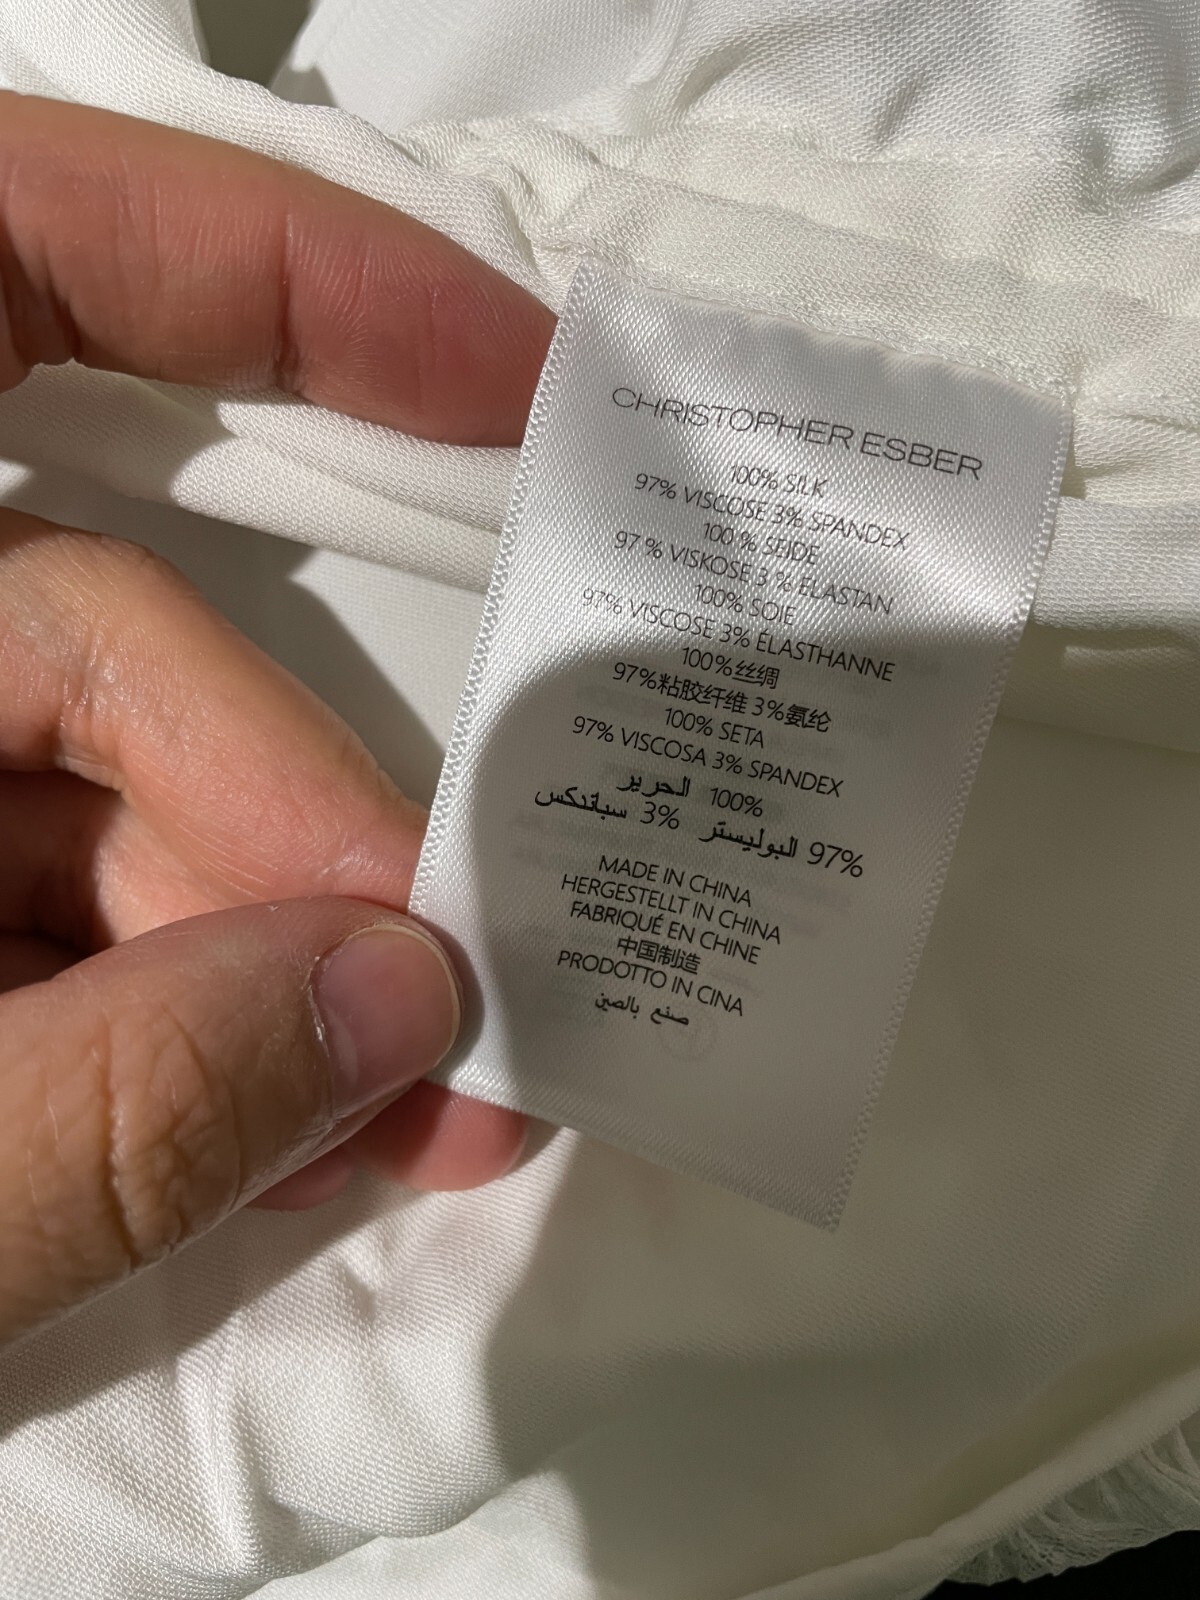 CHRISTOPHER ESBER
100% SILK
97% VISCOSE 3% SPANDEX
100 % SEIDE
97 % VISKOSE 3 % ELASTAN
100% SOIE
97% VISCOSE 3% ÉLASTHANNE
100%丝绸
97%粘胶纤维 3%氨纶
100% SETA
97% VISCOSA 3% SPANDEX
100% الحرير
97% البوليستر 3% سباندكس
MADE IN CHINA
HERGESTELLT IN CHINA
FABRIQUÉ EN CHINE
中国制造
PRODOTTO IN CINA
صنع بالصين